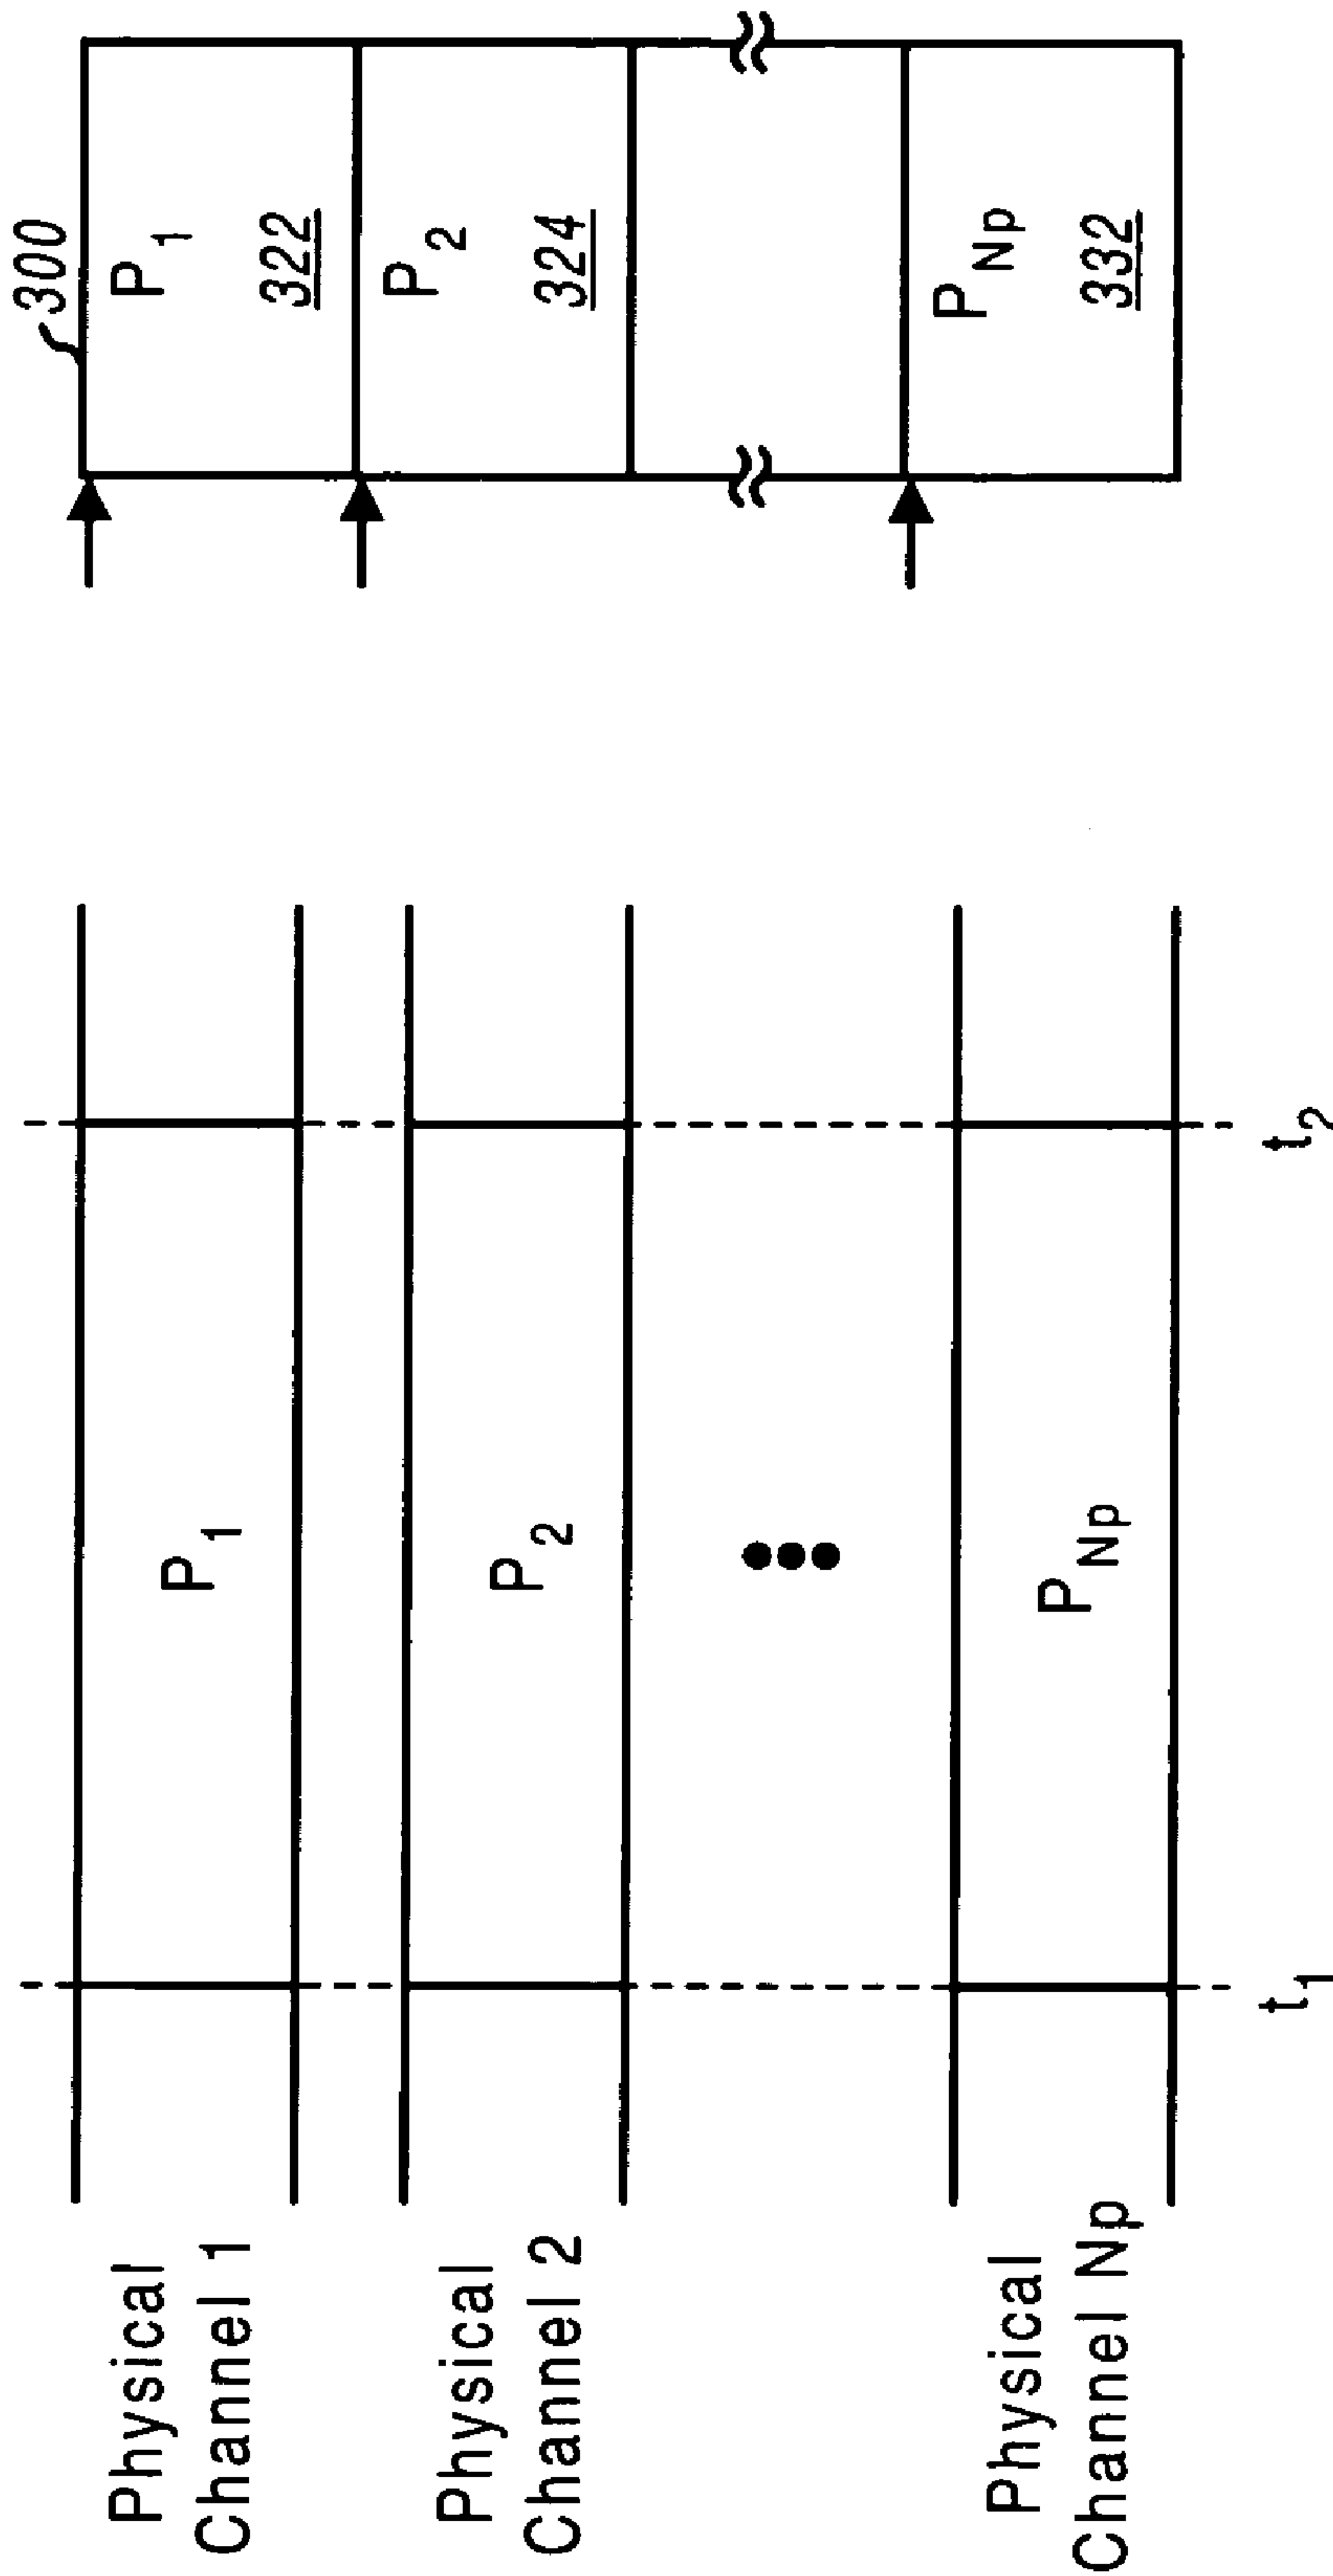 Physical
Channel 1
P1
Physical
Channel 2
P2
Physical
Channel Np
PNp
t1
t2
300
P1
322
P2
324
PNp
332